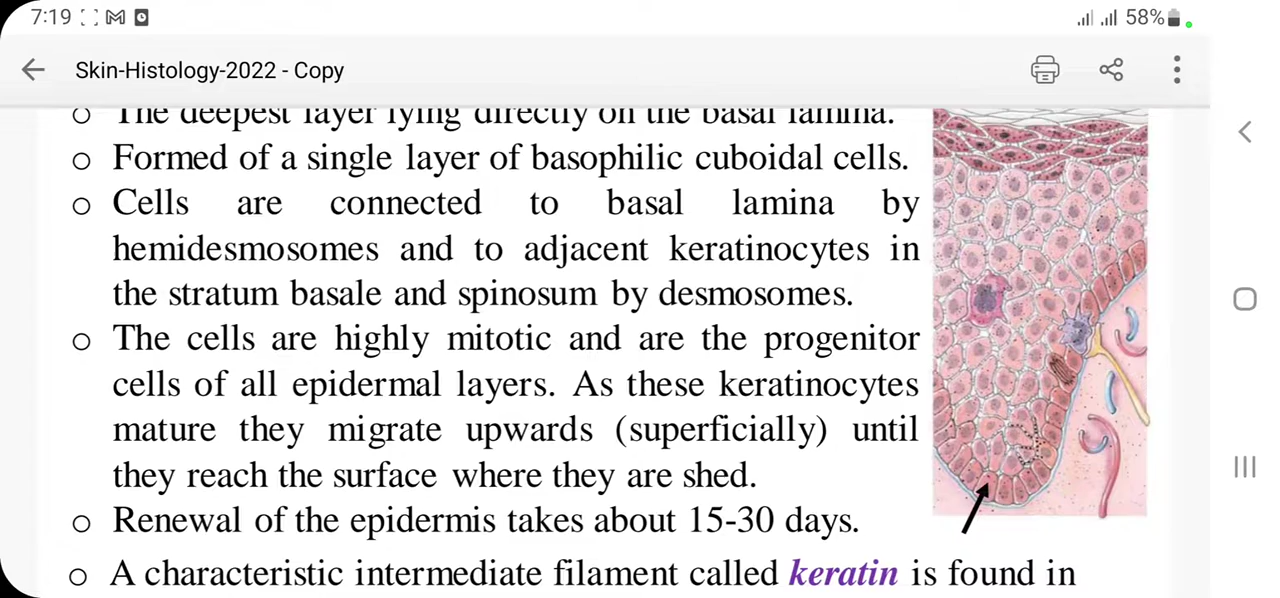 7:19
58%
Skin-Histology-2022 - Copy
o The deepest layer lying directly on the basal lamina.
o Formed of a single layer of basophilic cuboidal cells.
o Cells are connected to basal lamina by
hemidesmosomes and to adjacent keratinocytes in
the stratum basale and spinosum by desmosomes.
o The cells are highly mitotic and are the progenitor
cells of all epidermal layers. As these keratinocytes
mature they migrate upwards (superficially) until
they reach the surface where they are shed.
o Renewal of the epidermis takes about 15-30 days.
o A characteristic intermediate filament called keratin is found in